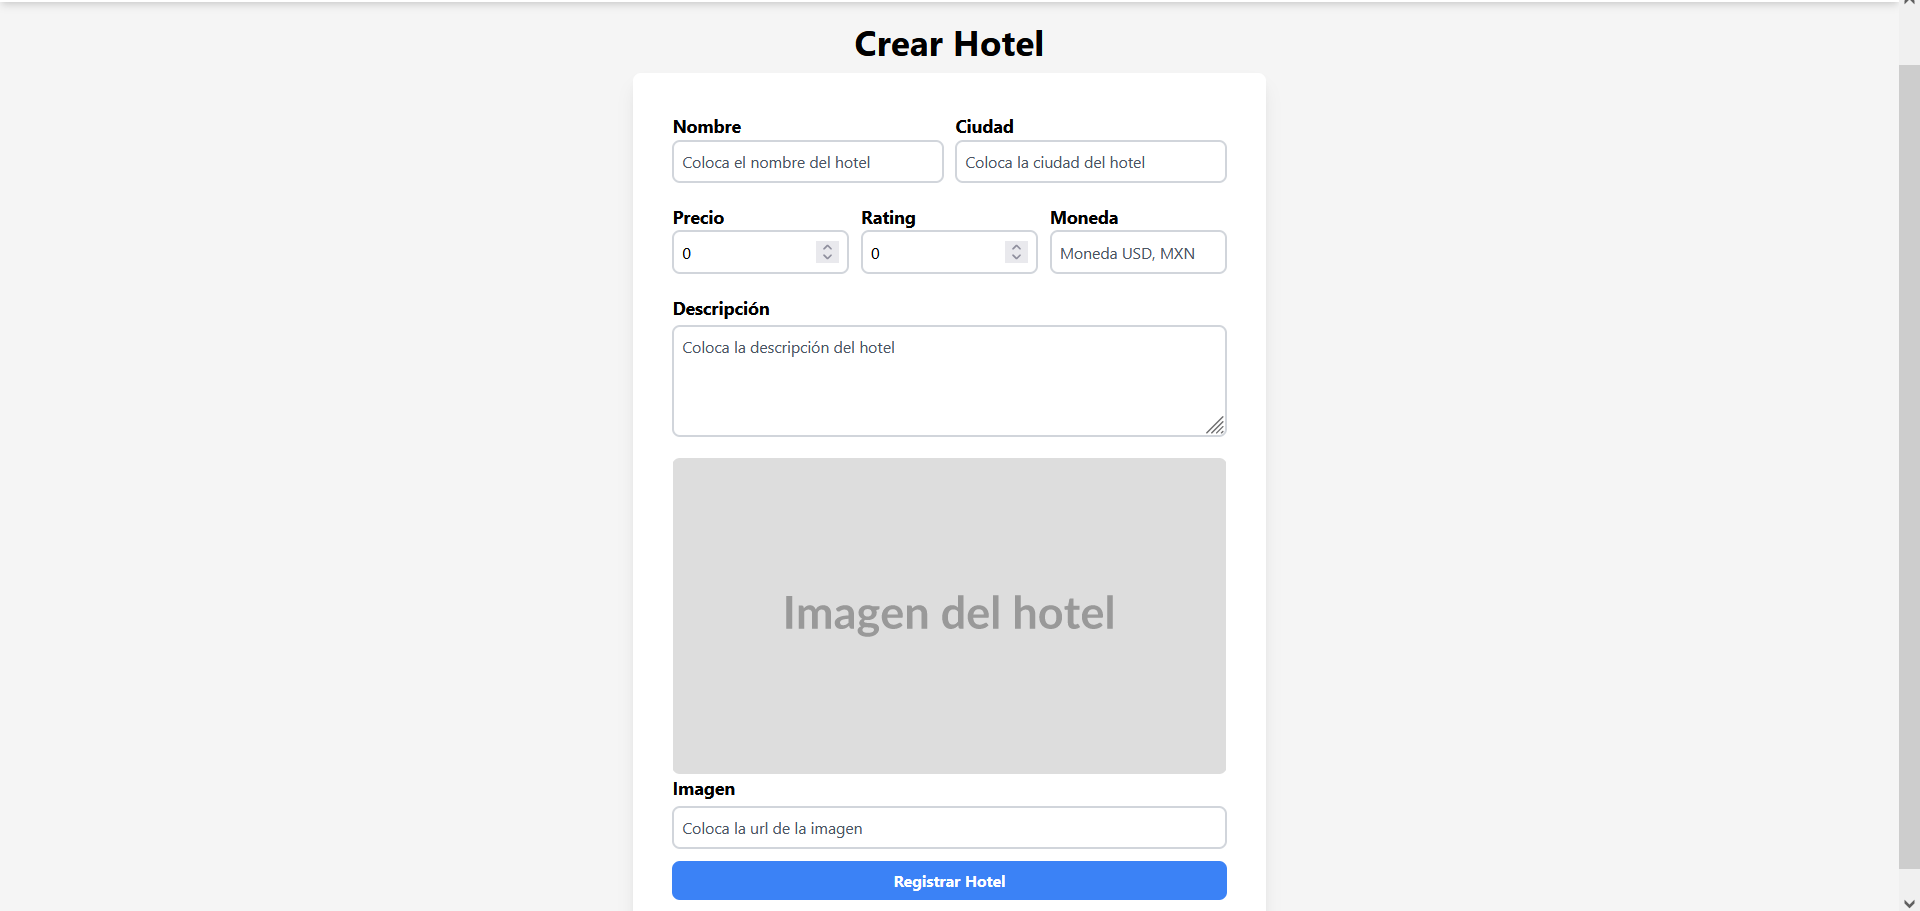 Crear Hotel
Nombre Ciudad
Coloca el nombre del hotel Coloca la ciudad del hotel
Precio Rating Moneda
0 0 Moneda USD, MXN
Descripción
Coloca la descripción del hotel
Imagen del hotel
Imagen
Coloca la url de la imagen
Registrar Hotel